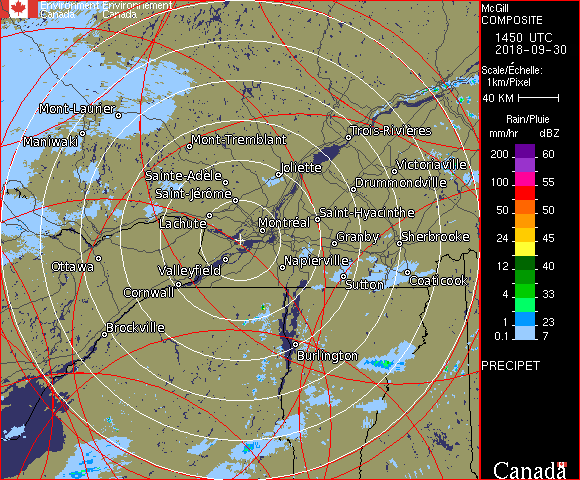 Environment Environnement
Canada Canada
McGill
COMPOSITE
1450 UTC
2018-09-30
Scale/Échelle:
1km/Pixel
40 KM
Rain/Pluie
mm/hr dBZ
200 60
100 55
50 50
24 45
12 40
4 33
1 23
0.1 7
PRECIPET
Canada
Mont-Laurier
Maniwaki
Mont-Tremblant
Trois-Rivières
Joliette
Victoriaville
Sainte-Adèle
Drummondville
Saint-Jérôme
Lachute
Saint-Hyacinthe
Montréal
Granby
Sherbrooke
Ottawa
Valleyfield
Napierville
Sutton
Coaticook
Cornwall
Brockville
Burlington